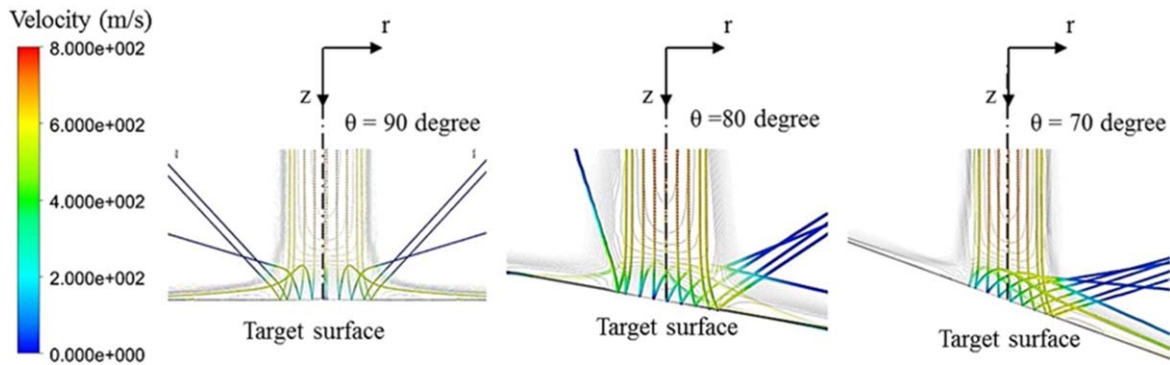 Velocity (m/s)
8.000e+002
6.000e+002
4.000e+002
2.000e+002
0.000e+000
r
z
θ = 90 degree
Target surface
r
z
θ =80 degree
Target surface
r
z
θ = 70 degree
Target surface